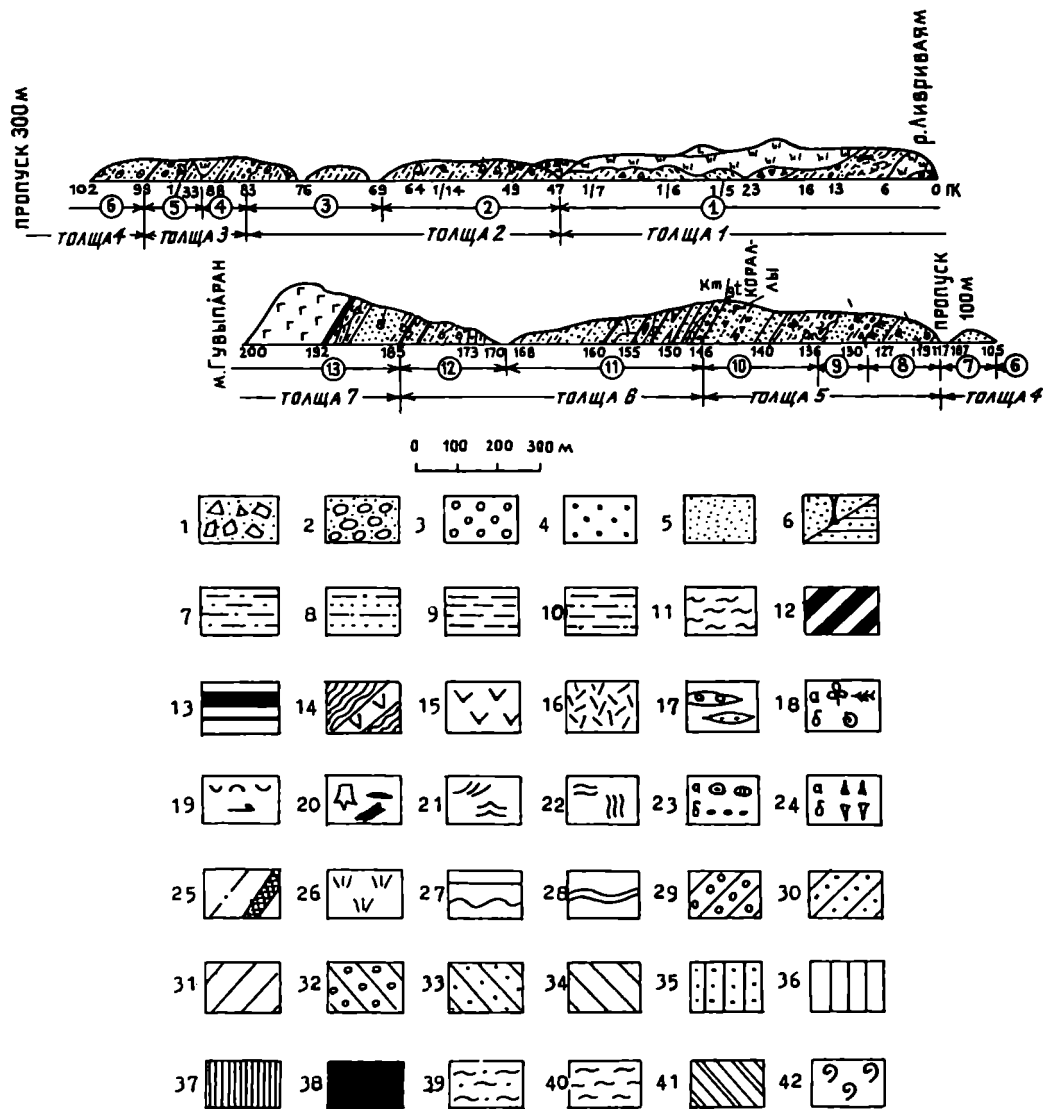 ПРОПУСК 300 м
р. Ливриваям
102 99 1/33 88 83 76 69 64 1/14 49 47 1/7 1/6 1/5 23 16 13 6 0 ПК
6 5 4 3 2 1
ТОЛЩА 4 ТОЛЩА 3 ТОЛЩА 2 ТОЛЩА 1
м. ГУВЫПАРАН
Km/st
КОРАЛ-
ЛЫ
ПРОПУСК
100 м
200 192 185 173 170 168 160 155 150 146 140 136 130 127 119 117 105
13 12 11 10 9 8 7 6
ТОЛЩА 7 ТОЛЩА 6 ТОЛЩА 5 ТОЛЩА 4
0 100 200 300 м
1 2 3 4 5 6
7 8 9 10 11 12
13 14 15 16 17 18 а б
19 20 21 22 23 а б 24 а б
25 26 27 28 29 30
31 32 33 34 35 36
37 38 39 40 41 42